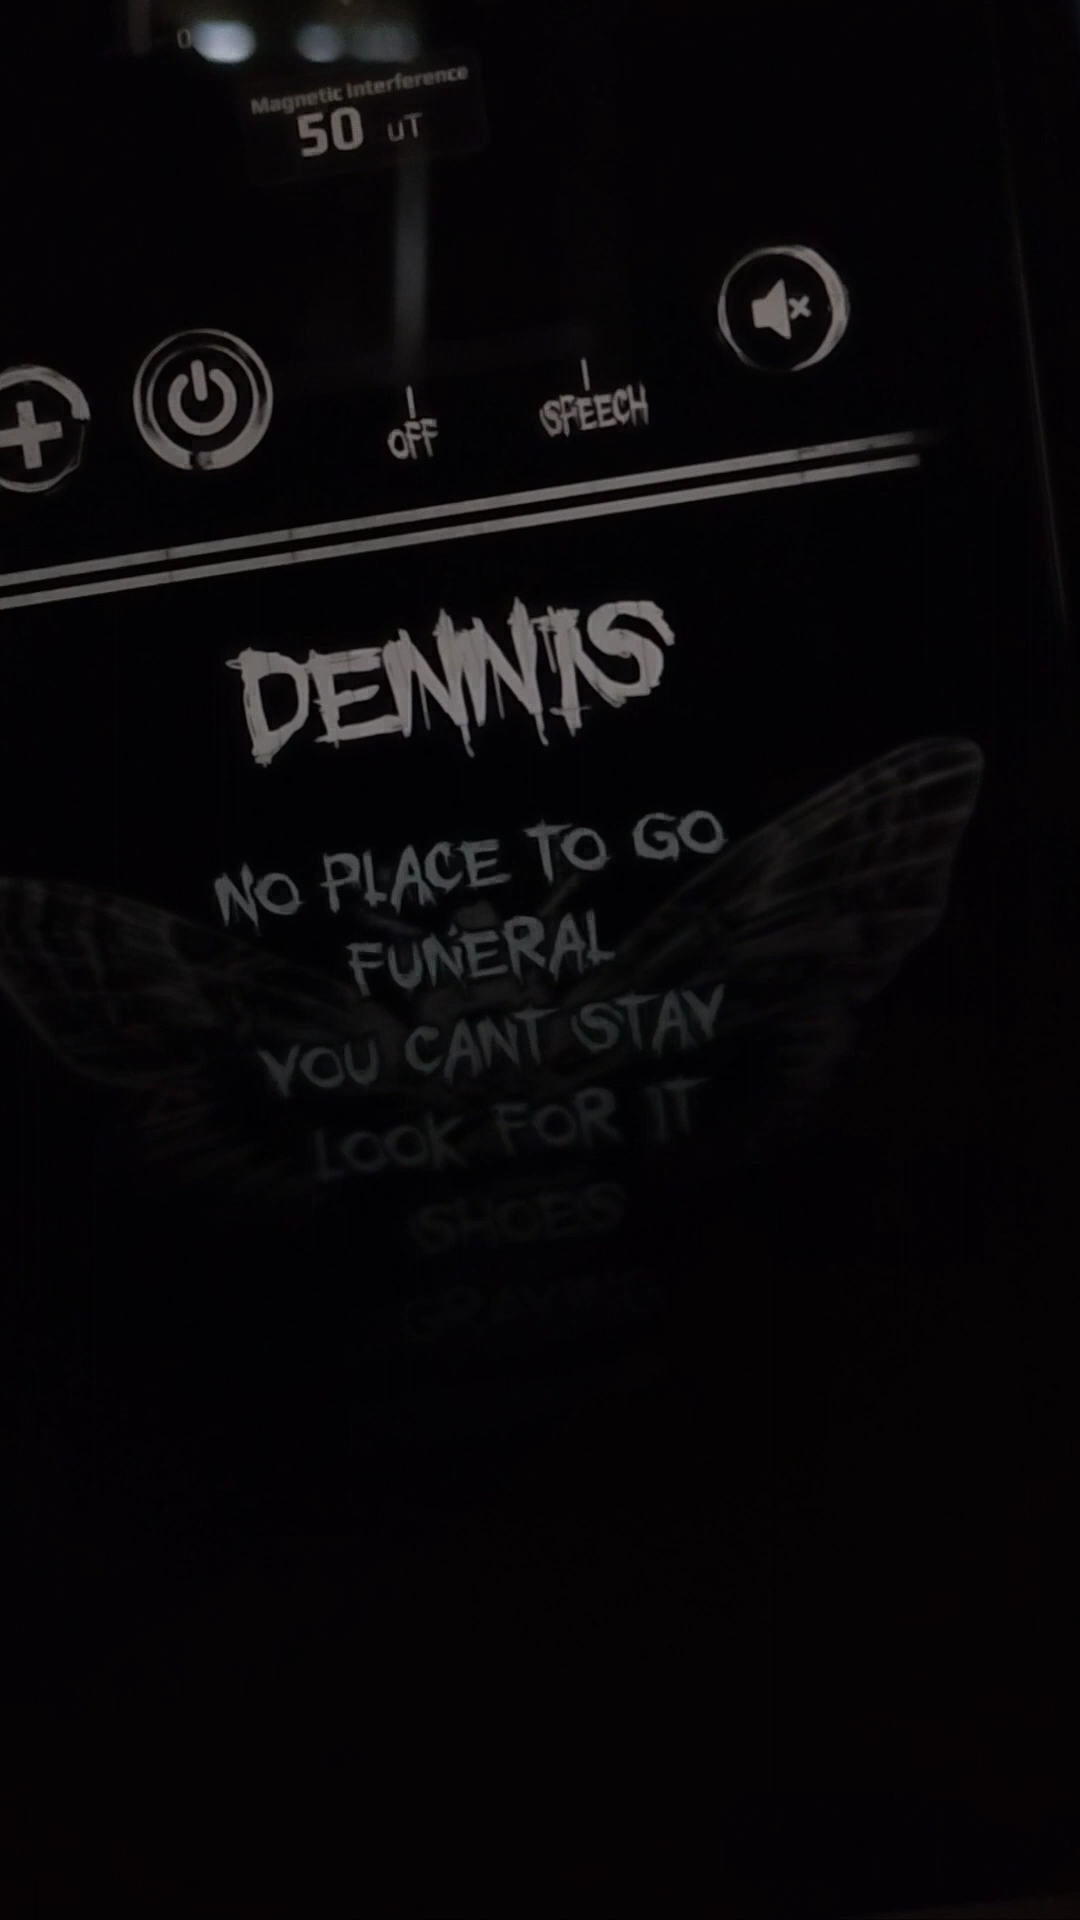 0
Magnetic Interference
50 uT
OFF
SPEECH
DENNIS
NO PLACE TO GO
FUNERAL
YOU CANT STAY
LOOK FOR IT
SHOES